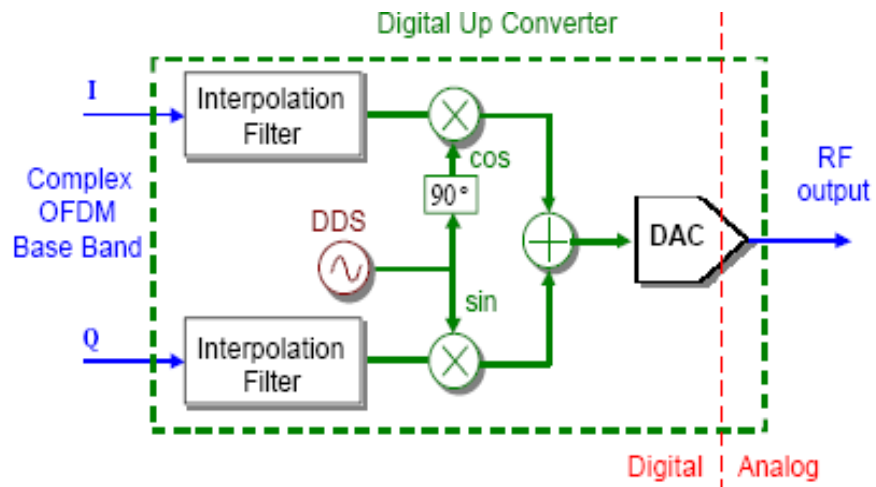 Digital Up Converter
I
Interpolation
Filter
cos
90°
Complex
OFDM
Base Band
DDS
DAC
RF
output
sin
Q
Interpolation
Filter
Digital
Analog